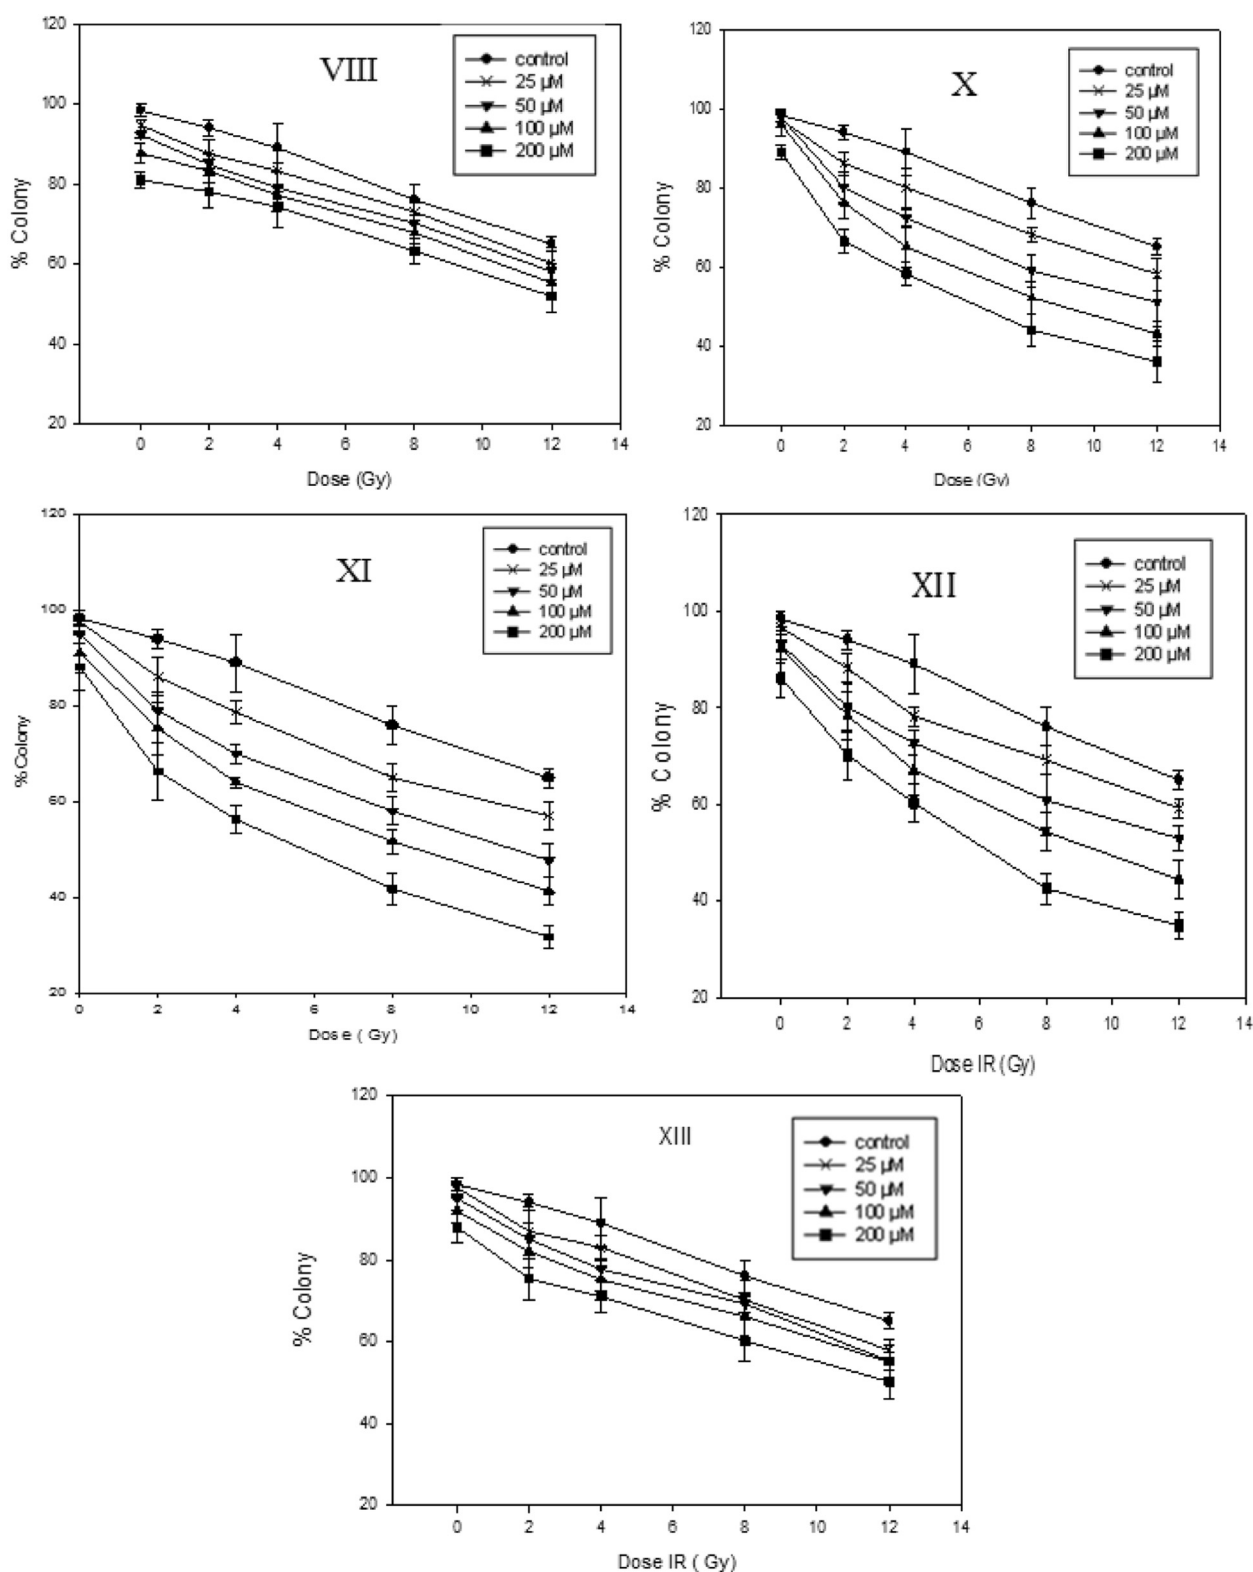 VIII
control
25 µM
50 µM
100 µM
200 µM
120
100
80
60
40
20
% Colony
0 2 4 6 8 10 12 14
Dose (Gy)
X
control
25 µM
50 µM
100 µM
200 µM
120
100
80
60
40
20
% Colony
0 2 4 6 8 10 12 14
Dose (Gy)
XI
control
25 µM
50 µM
100 µM
200 µM
120
100
80
60
40
20
%Colony
0 2 4 6 8 10 12 14
Dose ( Gy)
XII
control
25 µM
50 µM
100 µM
200 µM
120
100
80
60
40
20
% Colony
0 2 4 6 8 10 12 14
Dose IR (Gy)
XIII
control
25 µM
50 µM
100 µM
200 µM
120
100
80
60
40
20
% Colony
0 2 4 6 8 10 12 14
Dose IR ( Gy)